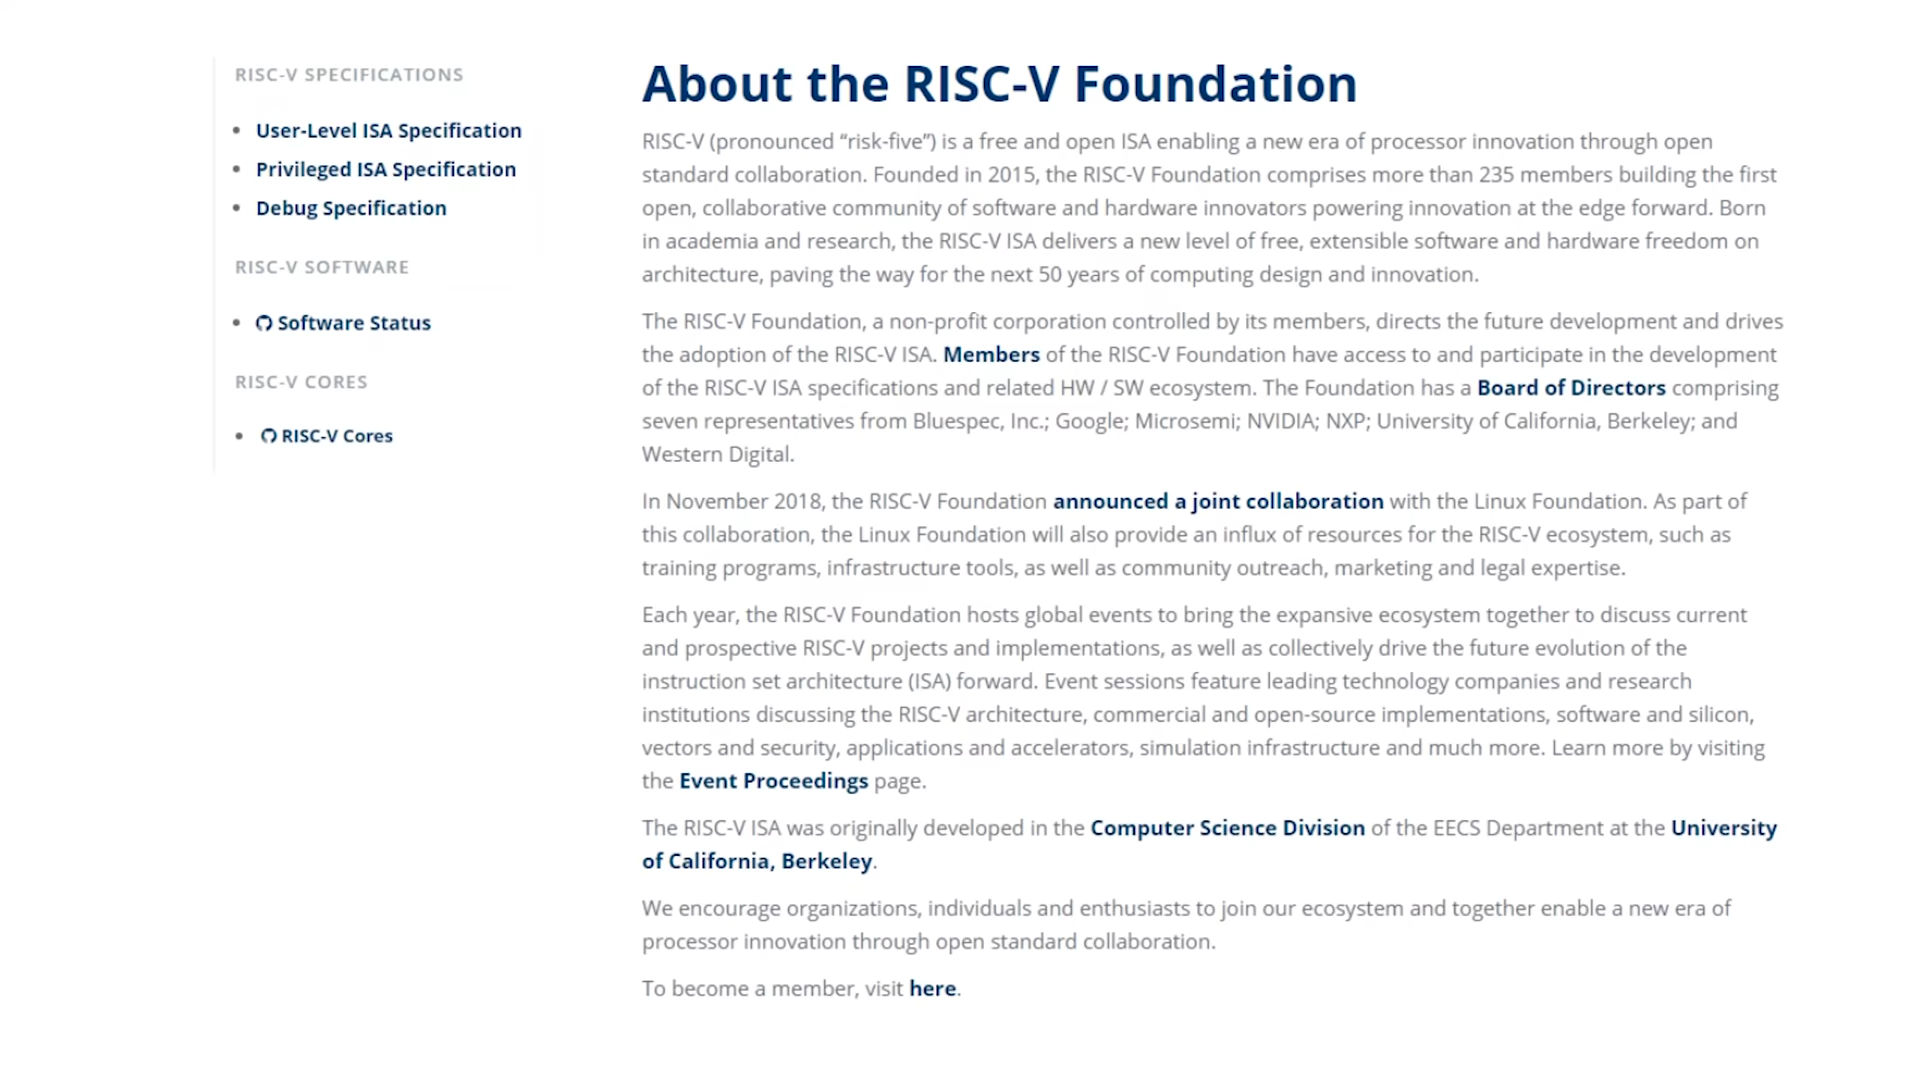 RISC-V SPECIFICATIONS
• User-Level ISA Specification
• Privileged ISA Specification
• Debug Specification
RISC-V SOFTWARE
• Software Status
RISC-V CORES
• RISC-V Cores
About the RISC-V Foundation
RISC-V (pronounced “risk-five”) is a free and open ISA enabling a new era of processor innovation through open
standard collaboration. Founded in 2015, the RISC-V Foundation comprises more than 235 members building the first
open, collaborative community of software and hardware innovators powering innovation at the edge forward. Born
in academia and research, the RISC-V ISA delivers a new level of free, extensible software and hardware freedom on
architecture, paving the way for the next 50 years of computing design and innovation.
The RISC-V Foundation, a non-profit corporation controlled by its members, directs the future development and drives
the adoption of the RISC-V ISA. Members of the RISC-V Foundation have access to and participate in the development
of the RISC-V ISA specifications and related HW / SW ecosystem. The Foundation has a Board of Directors comprising
seven representatives from Bluespec, Inc.; Google; Microsemi; NVIDIA; NXP; University of California, Berkeley; and
Western Digital.
In November 2018, the RISC-V Foundation announced a joint collaboration with the Linux Foundation. As part of
this collaboration, the Linux Foundation will also provide an influx of resources for the RISC-V ecosystem, such as
training programs, infrastructure tools, as well as community outreach, marketing and legal expertise.
Each year, the RISC-V Foundation hosts global events to bring the expansive ecosystem together to discuss current
and prospective RISC-V projects and implementations, as well as collectively drive the future evolution of the
instruction set architecture (ISA) forward. Event sessions feature leading technology companies and research
institutions discussing the RISC-V architecture, commercial and open-source implementations, software and silicon,
vectors and security, applications and accelerators, simulation infrastructure and much more. Learn more by visiting
the Event Proceedings page.
The RISC-V ISA was originally developed in the Computer Science Division of the EECS Department at the University
of California, Berkeley.
We encourage organizations, individuals and enthusiasts to join our ecosystem and together enable a new era of
processor innovation through open standard collaboration.
To become a member, visit here.